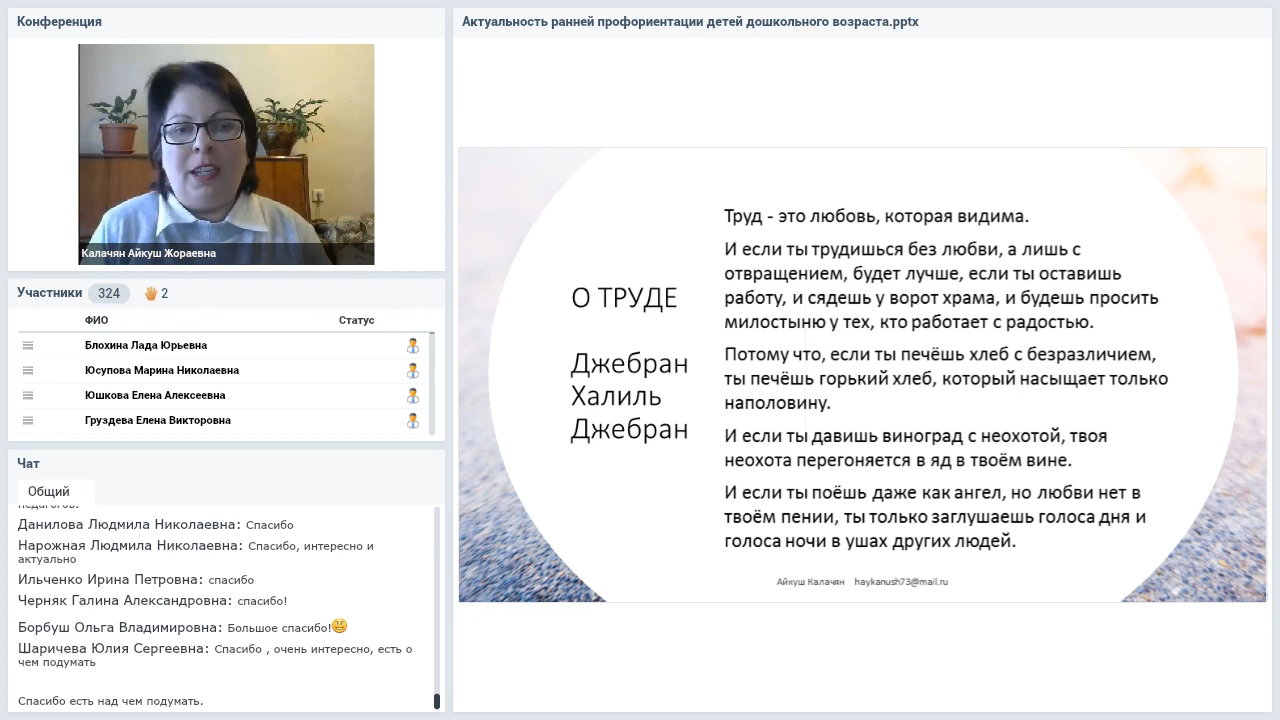 Конференция
Калачян Айкуш Жораевна
Участники 324 2
ФИО Статус
Блохина Лада Юрьевна
Юсупова Марина Николаевна
Юшкова Елена Алексеевна
Груздева Елена Викторовна
Чат
Общий
педагогов.
Данилова Людмила Николаевна: Спасибо
Нарожная Людмила Николаевна: Спасибо, интересно и
актуально
Ильченко Ирина Петровна: спасибо
Черняк Галина Александровна: спасибо!
Борбуш Ольга Владимировна: Большое спасибо!
Шаричева Юлия Сергеевна: Спасибо , очень интересно, есть о
чем подумать
Спасибо есть над чем подумать.
Актуальность ранней профориентации детей дошкольного возраста.pptx
О ТРУДЕ
Джебран
Халиль
Джебран
Труд - это любовь, которая видима.
И если ты трудишься без любви, а лишь с
отвращением, будет лучше, если ты оставишь
работу, и сядешь у ворот храма, и будешь просить
милостыню у тех, кто работает с радостью.
Потому что, если ты печёшь хлеб с безразличием,
ты печёшь горький хлеб, который насыщает только
наполовину.
И если ты давишь виноград с неохотой, твоя
неохота перегоняется в яд в твоём вине.
И если ты поёшь даже как ангел, но любви нет в
твоём пении, ты только заглушаешь голоса дня и
голоса ночи в ушах других людей.
Айкуш Калачян haykanush73@mail.ru